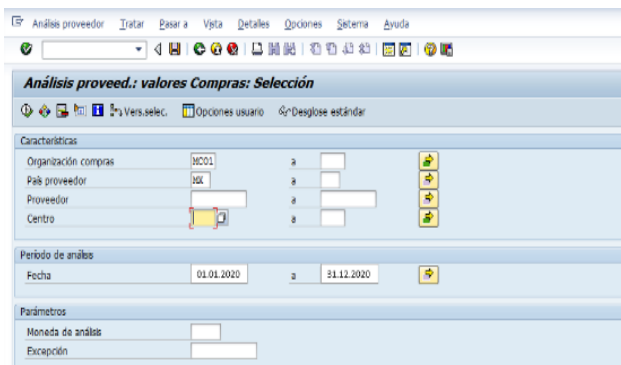 Análisis proveedor Tratar Pasar a Vista Detalles Opciones Sistema Ayuda
Análisis proveed.: valores Compras: Selección
Vers.selec. Opciones usuario Desglose estándar
Características
Organización compras MC01 a
País proveedor MX a
Proveedor a
Centro a
Período de análisis
Fecha 01.01.2020 a 31.12.2020
Parámetros
Moneda de análisis
Excepción